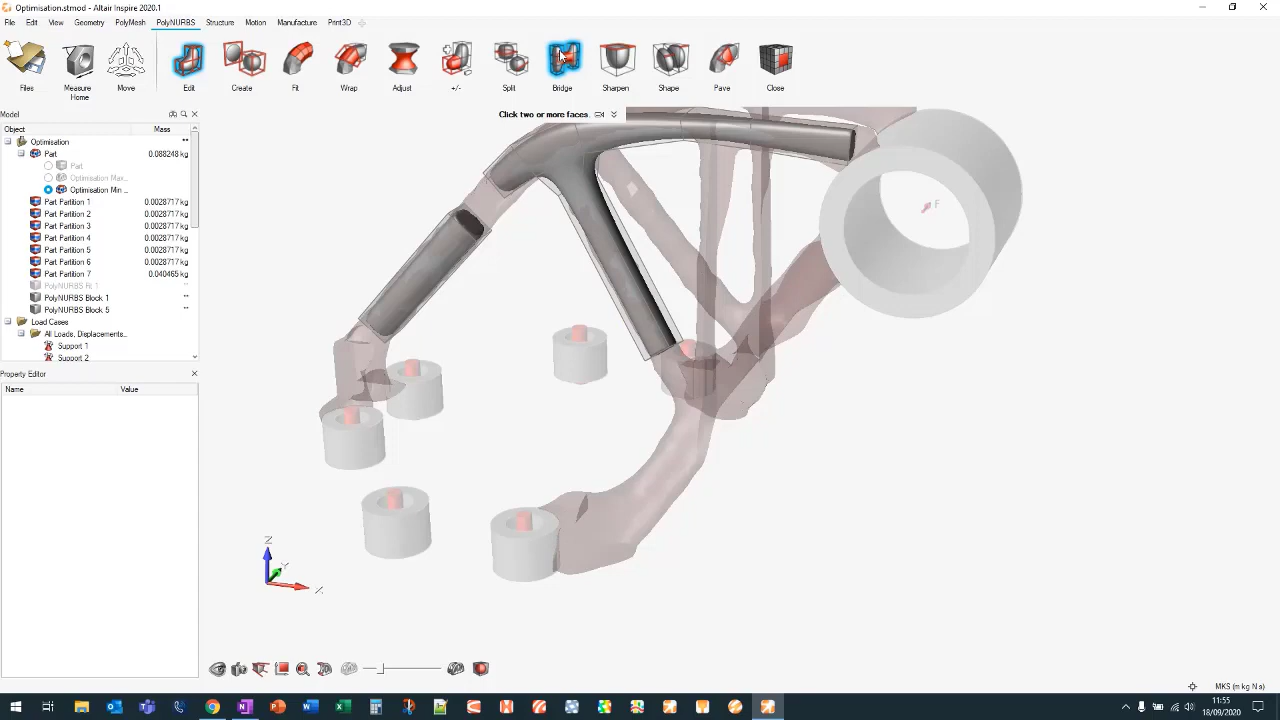 Optimisation.stmod - Altair Inspire 2020.1
File Edit View Geometry PolyMesh PolyNURBS Structure Motion Manufacture Print3D
Files Measure Move Edit Create Fit Wrap Adjust +/- Split Bridge Sharpen Shape Pave Close
Home
Model
Click two or more faces.
Object Mass
Optimisation
Part 0.088248 kg
Part
Optimisation Max...
Optimisation Min ...
Part Partition 1 0.0028717 kg
Part Partition 2 0.0028717 kg
Part Partition 3 0.0028717 kg
Part Partition 4 0.0028717 kg
Part Partition 5 0.0028717 kg
Part Partition 6 0.0028717 kg
Part Partition 7 0.040465 kg
PolyNURBS Block 1
PolyNURBS Block 5
Load Cases
All Loads, Displacements...
Support 1
Support 2
Property Editor
Name Value
F
Z
Y
X
MKS (m kg N s)
11:55
18/09/2020